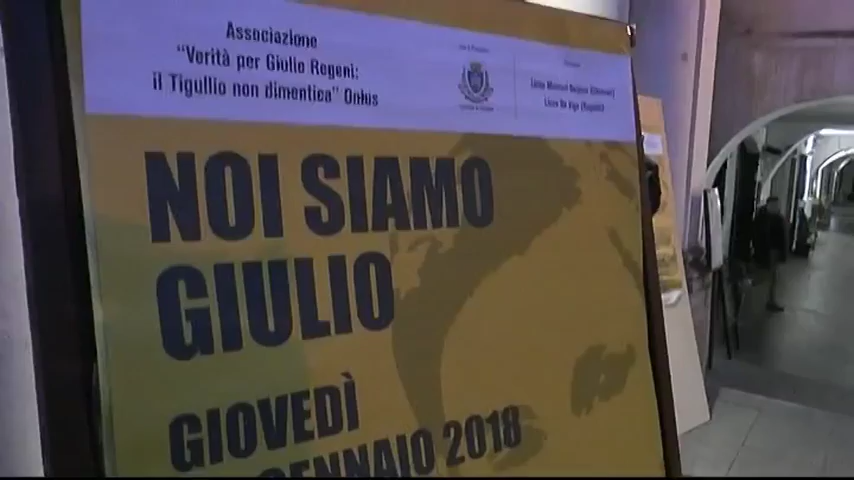 Associazione
"Verità per Giulio Regeni:
il Tigullio non dimentica" Onlus
NOI SIAMO
GIULIO
GIOVEDÌ
GENNAIO 2018